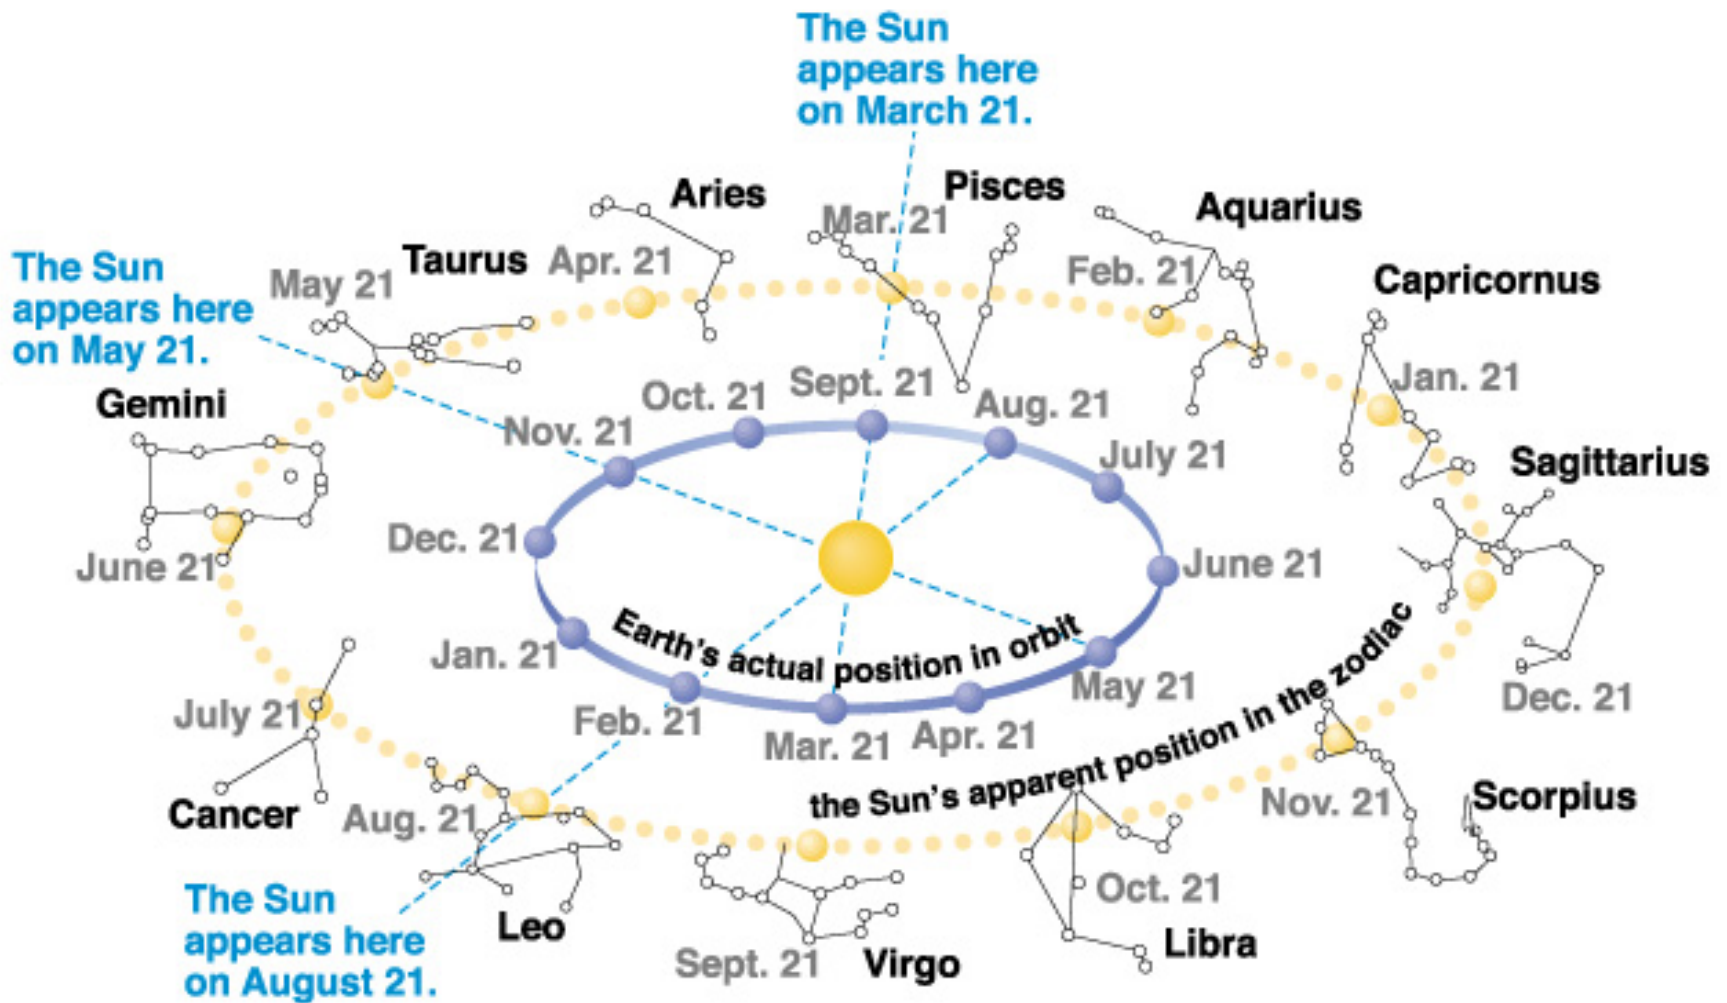 The Sun
appears here
on March 21.
Aries
Pisces
Aquarius
Mar. 21
Taurus
Apr. 21
Feb. 21
Capricornus
May 21
The Sun
appears here
on May 21.
Gemini
Jan. 21
Oct. 21
Sept. 21
Aug. 21
Nov. 21
July 21
Sagittarius
Dec. 21
June 21
June 21
Earth's actual position in orbit
Jan. 21
May 21
Dec. 21
July 21
Feb. 21
Mar. 21
Apr. 21
the Sun's apparent position in the zodiac
Cancer
Aug. 21
Nov. 21
Scorpius
The Sun
appears here
on August 21.
Leo
Sept. 21
Virgo
Oct. 21
Libra